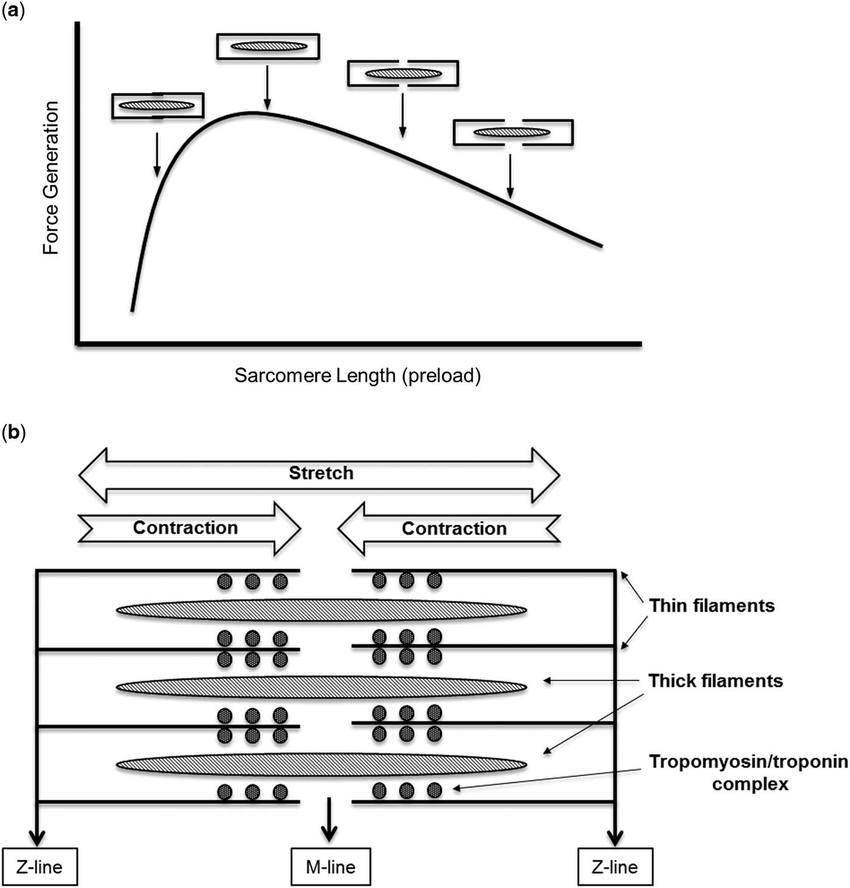 (a)
Force Generation
Sarcomere Length (preload)
(b)
Stretch
Contraction
Contraction
Thin filaments
Thick filaments
Tropomyosin/troponin
complex
Z-line
M-line
Z-line